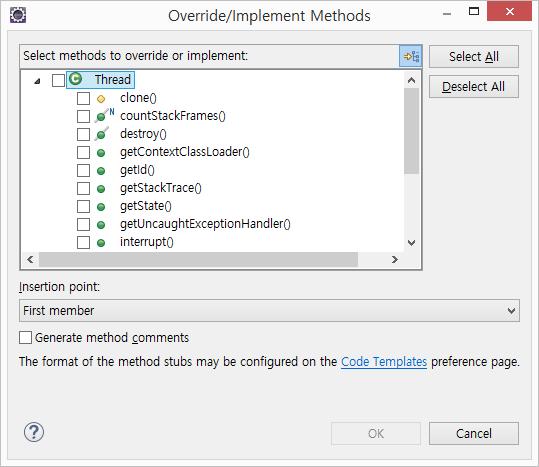 Override/Implement Methods
Select methods to override or implement:
Select All
Thread
Deselect All
clone()
N
countStackFrames()
destroy()
getContextClassLoader()
getId()
getStackTrace()
getState()
getUncaughtExceptionHandler()
interrupt()
Insertion point:
First member
Generate method comments
The format of the method stubs may be configured on the Code Templates preference page.
OK
Cancel